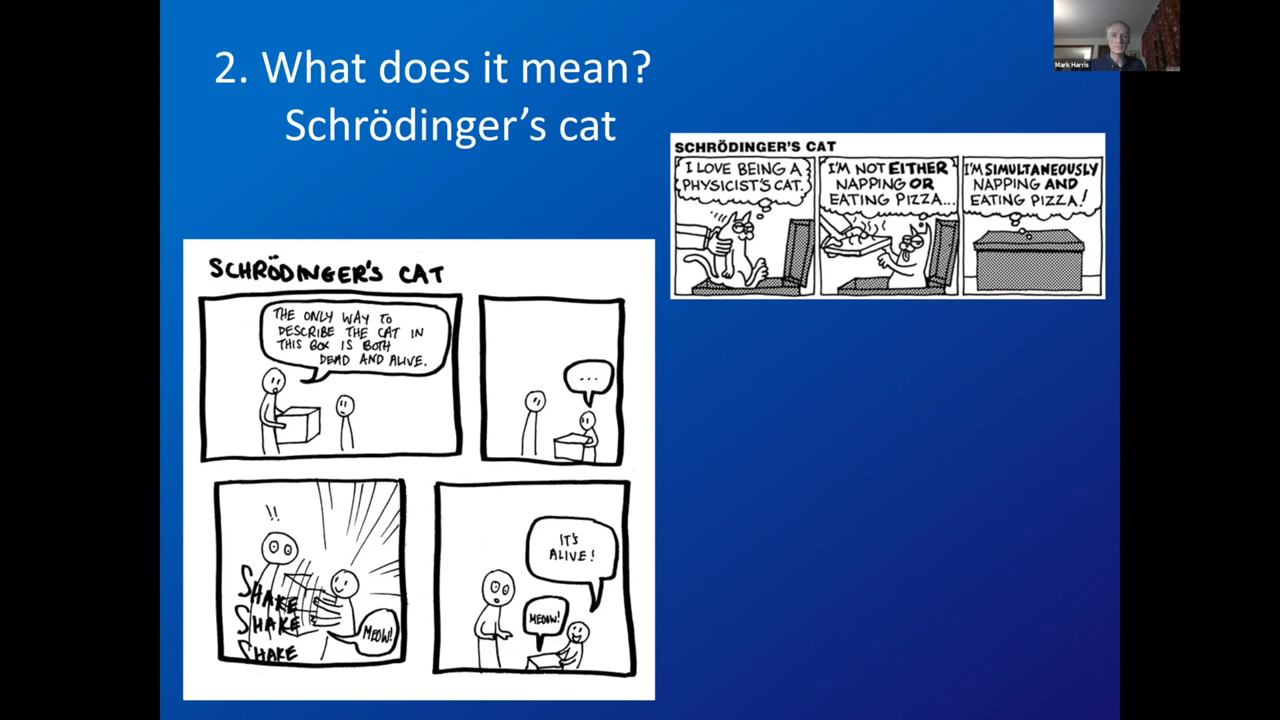 2. What does it mean?
Schrödinger's cat
Mark Harris
SCHRÖDINGER'S CAT
I LOVE BEING A
PHYSICIST'S CAT.
I'M NOT EITHER
NAPPING OR
EATING PIZZA...
I'M SIMULTANEOUSLY
NAPPING AND
EATING PIZZA!
SCHRÖDINGER'S CAT
THE ONLY WAY TO
DESCRIBE THE CAT IN
THIS BOX IS BOTH
DEAD AND ALIVE.
...
!!
SHAKE
SHAKE
SHAKE
MEOW!
IT'S
ALIVE!
MEOW!